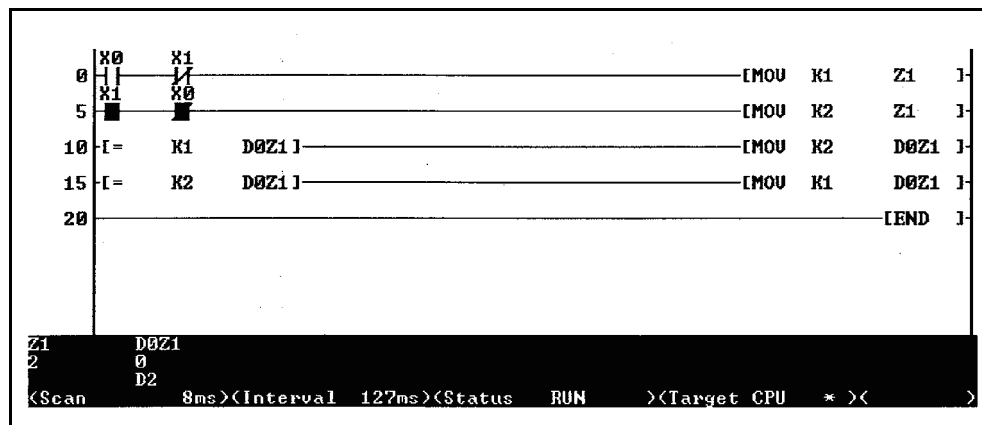 X0 X1
0 [MOV K1 Z1 ]
X1 X0
5 [MOV K2 Z1 ]
10 [= K1 D0Z1 ] [MOV K2 D0Z1 ]
15 [= K2 D0Z1 ] [MOV K1 D0Z1 ]
20 [END ]
Z1 D0Z1
2 0
D2
<Scan 8ms>(Interval 127ms>(Status RUN >(Target CPU * >( >